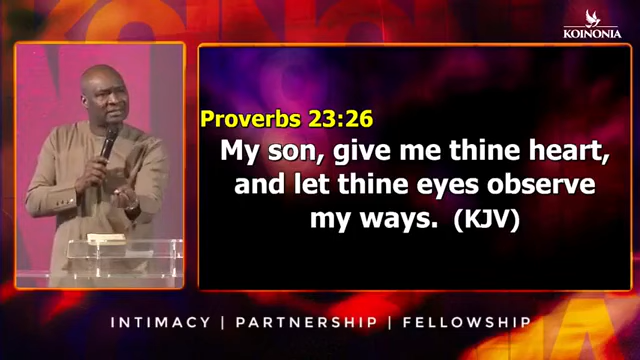 KOINONIA
Proverbs 23:26
My son, give me thine heart,
and let thine eyes observe
my ways. (KJV)
INTIMACY | PARTNERSHIP | FELLOWSHIP